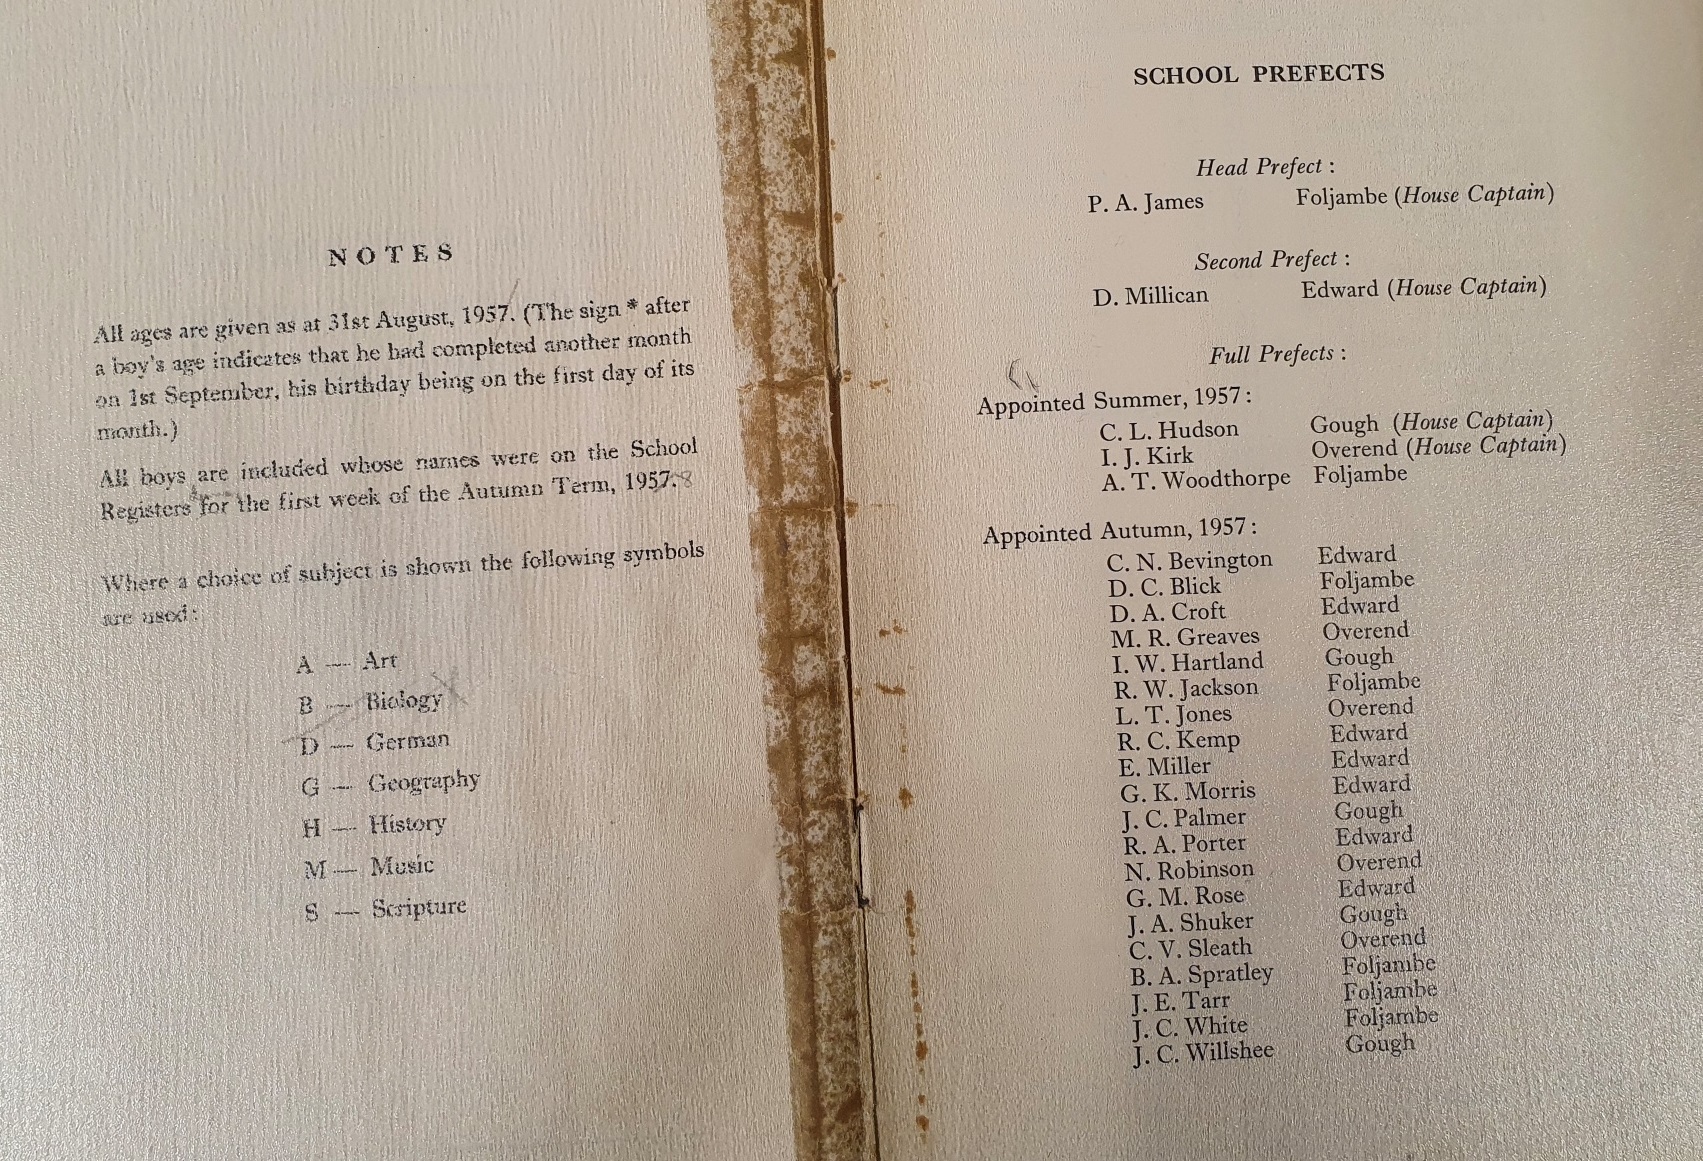 NOTES
All ages are given as at 31st August, 1957. (The sign * after
a boy's age indicates that he had completed another month
on 1st September, his birthday being on the first day of its
month.)
All boys are included whose names were on the School
Registers for the first week of the Autumn Term, 1957.8
Where a choice of subject is shown the following symbols
are used:
A — Art
B — Biology
D — German
G — Geography
H — History
M — Music
S — Scripture
SCHOOL PREFECTS
Head Prefect :
P. A. James Foljambe (House Captain)
Second Prefect :
D. Millican Edward (House Captain)
Full Prefects :
Appointed Summer, 1957 :
C. L. Hudson Gough (House Captain)
I. J. Kirk Overend (House Captain)
A. T. Woodthorpe Foljambe
Appointed Autumn, 1957 :
C. N. Bevington Edward
D. C. Blick Foljambe
D. A. Croft Edward
M. R. Greaves Overend
I. W. Hartland Gough
R. W. Jackson Foljambe
L. T. Jones Overend
R. C. Kemp Edward
E. Miller Edward
G. K. Morris Edward
J. C. Palmer Gough
R. A. Porter Edward
N. Robinson Overend
G. M. Rose Edward
J. A. Shuker Gough
C. V. Sleath Overend
B. A. Spratley Foljambe
J. E. Tarr Foljambe
J. C. White Foljambe
J. C. Willshee Gough